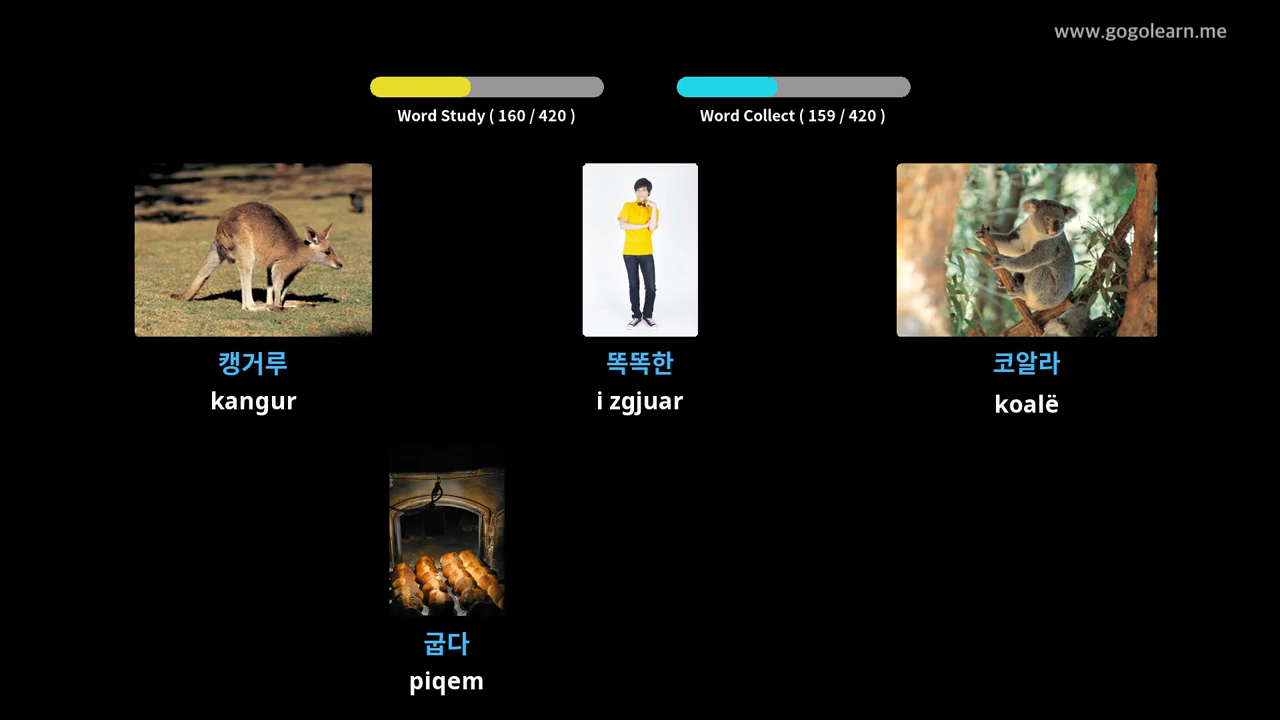 www.gogolearn.me
Word Study ( 160 / 420 )
Word Collect ( 159 / 420 )
캥거루
kangur
똑똑한
i zgjuar
코알라
koalë
굽다
piqem